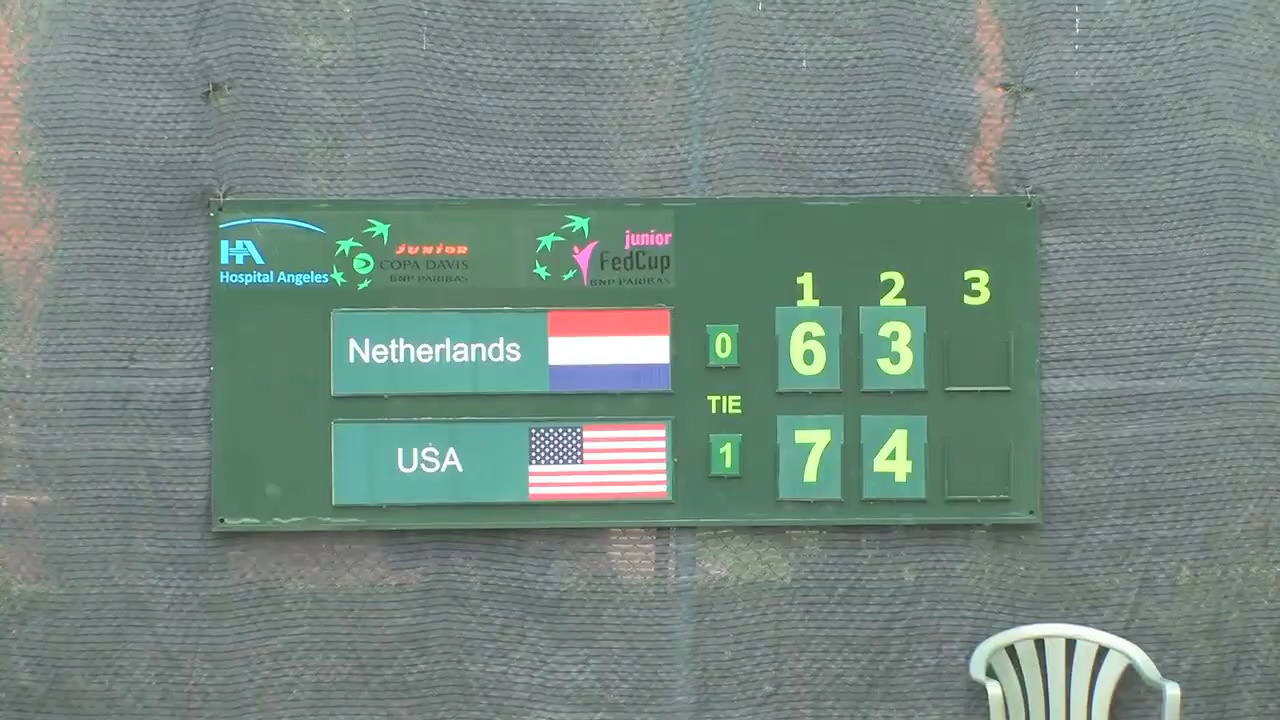 HA
Hospital Angeles
JUNIOR
COPA DAVIS
BNP PARIBAS
junior
FedCup
BNP PARIBAS
1 2 3
Netherlands 0 6 3
TIE
USA 1 7 4